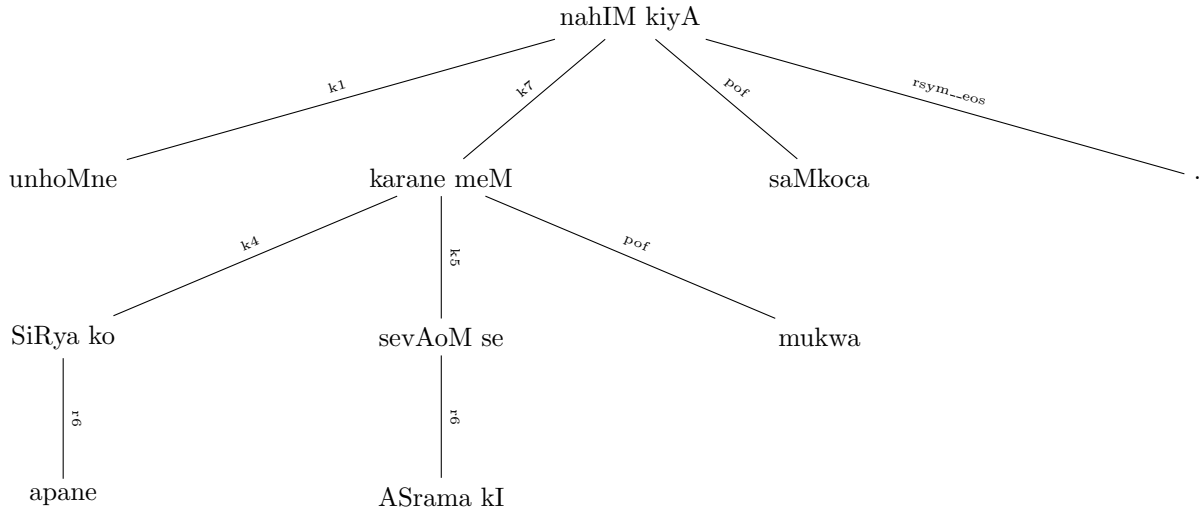 nahIM kiyA
k1 k7 pof rsym__eos
unhoMne karane meM saMkoca .
k4 k5 pof
SiRya ko sevAoM se mukwa
r6 r6
apane ASrama kI